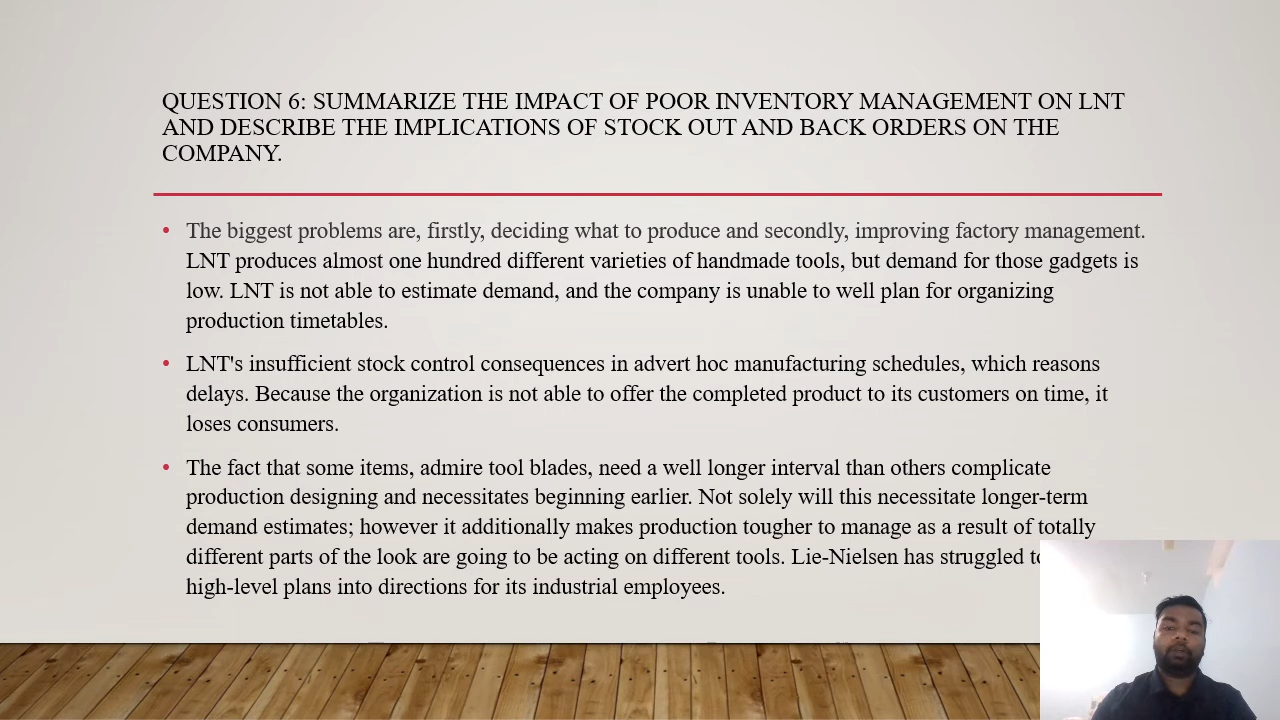 QUESTION 6: SUMMARIZE THE IMPACT OF POOR INVENTORY MANAGEMENT ON LNT
AND DESCRIBE THE IMPLICATIONS OF STOCK OUT AND BACK ORDERS ON THE
COMPANY.
• The biggest problems are, firstly, deciding what to produce and secondly, improving factory management.
LNT produces almost one hundred different varieties of handmade tools, but demand for those gadgets is
low. LNT is not able to estimate demand, and the company is unable to well plan for organizing
production timetables.
• LNT's insufficient stock control consequences in advert hoc manufacturing schedules, which reasons
delays. Because the organization is not able to offer the completed product to its customers on time, it
loses consumers.
• The fact that some items, admire tool blades, need a well longer interval than others complicate
production designing and necessitates beginning earlier. Not solely will this necessitate longer-term
demand estimates; however it additionally makes production tougher to manage as a result of totally
different parts of the look are going to be acting on different tools. Lie-Nielsen has struggled
high-level plans into directions for its industrial employees.